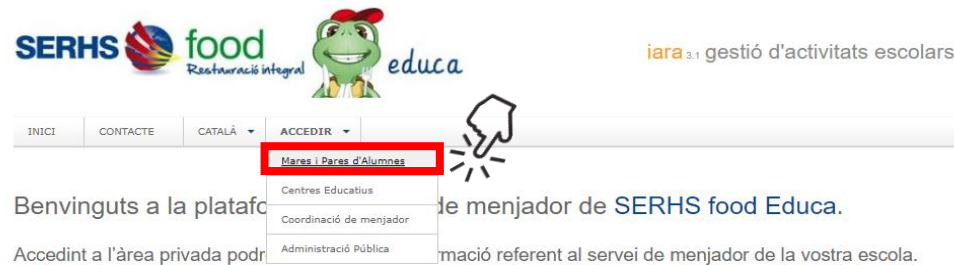 SERHS food
Restauració integral
educa
iara 3.1 gestió d'activitats escolars
INICI CONTACTE CATALÀ ACCEDIR
Mares i Pares d'Alumnes
Centres Educatius
Coordinació de menjador
Administració Pública
Benvinguts a la platafo de menjador de SERHS food Educa.
Accedint a l'àrea privada podr rmació referent al servei de menjador de la vostra escola.